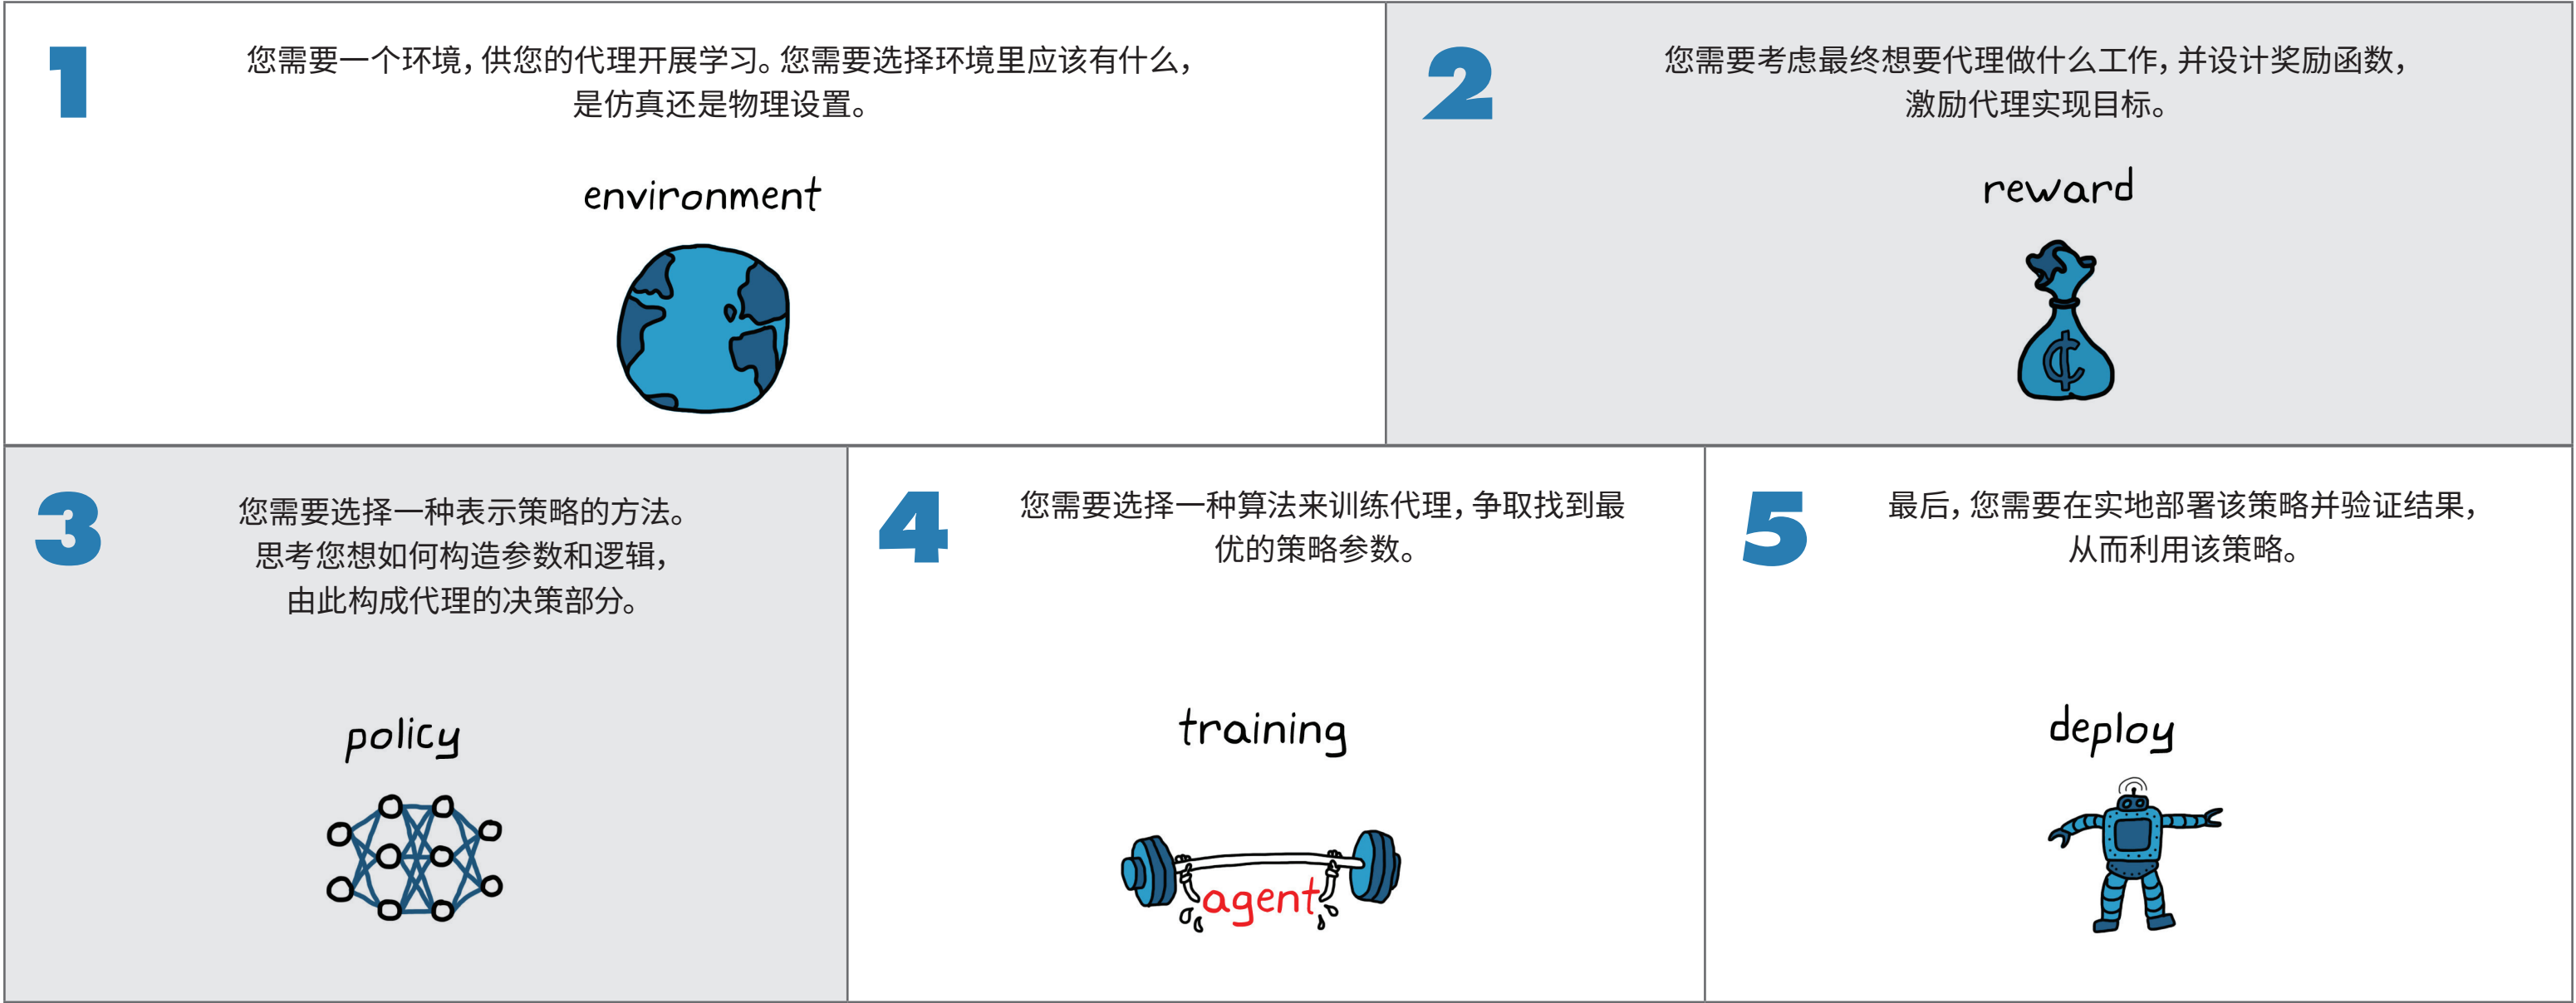 1
您需要一个环境，供您的代理开展学习。您需要选择环境里应该有什么，
是仿真还是物理设置。
environment
2
您需要考虑最终想要代理做什么工作，并设计奖励函数，
激励代理实现目标。
reward
₵
3
您需要选择一种表示策略的方法。
思考您想如何构造参数和逻辑，
由此构成代理的决策部分。
policy
4
您需要选择一种算法来训练代理，争取找到最
优的策略参数。
training
agent
5
最后，您需要在实地部署该策略并验证结果，
从而利用该策略。
deploy